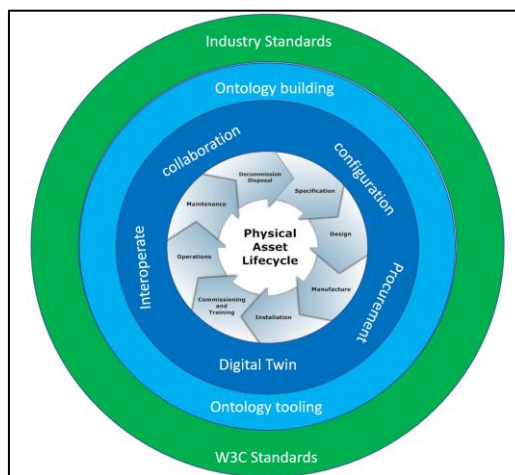 Industry Standards
Ontology building
collaboration
configuration
Interoperate
Procurement
Digital Twin
Ontology tooling
W3C Standards
Decommission
Disposal
Specification
Design
Manufacture
Installation
Commissioning
and
Training
Operations
Maintenance
Physical
Asset
Lifecycle